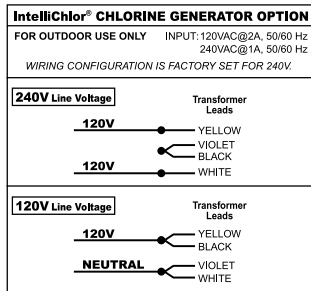 IntelliChlor® CHLORINE GENERATOR OPTION
FOR OUTDOOR USE ONLY INPUT: 120VAC@2A, 50/60 Hz
240VAC@1A, 50/60 Hz
WIRING CONFIGURATION IS FACTORY SET FOR 240V.
240V Line Voltage
Transformer
Leads
120V
YELLOW
VIOLET
BLACK
120V
WHITE
120V Line Voltage
Transformer
Leads
120V
YELLOW
BLACK
NEUTRAL
VIOLET
WHITE